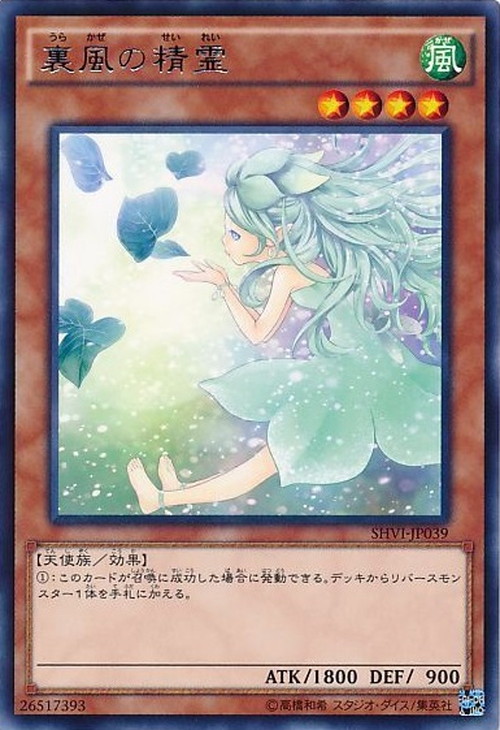 裏風の精霊
風
SHVI-JP039
【天使族/効果】
①:このカードが召喚に成功した場合に発動できる。デッキからリバースモン
スター1体を手札に加える。
ATK/1800 DEF/ 900
26517393
©高橋和希 スタジオ・ダイス/集英社